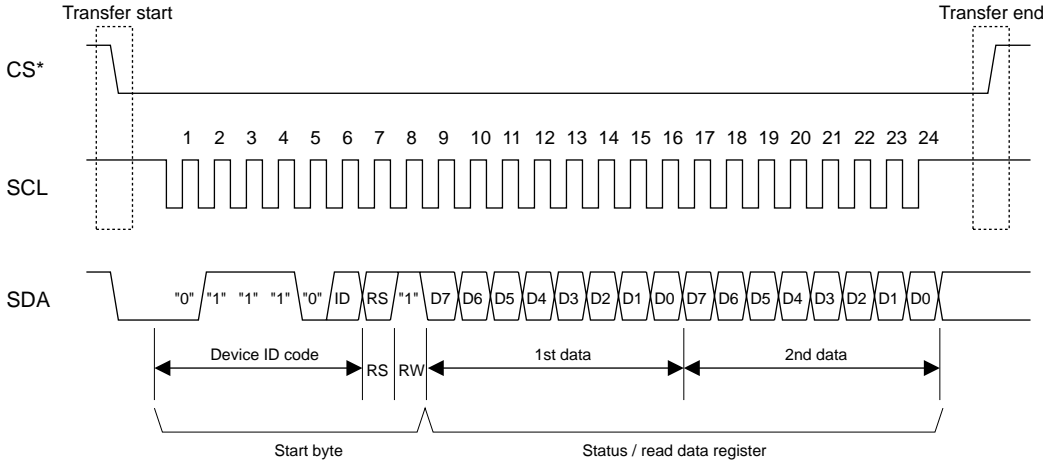 Transfer start Transfer end
CS*
1 2 3 4 5 6 7 8 9 10 11 12 13 14 15 16 17 18 19 20 21 22 23 24
SCL
SDA "0" "1" "1" "1" "0" ID RS "1" D7 D6 D5 D4 D3 D2 D1 D0 D7 D6 D5 D4 D3 D2 D1 D0
Device ID code RS RW 1st data 2nd data
Start byte Status / read data register